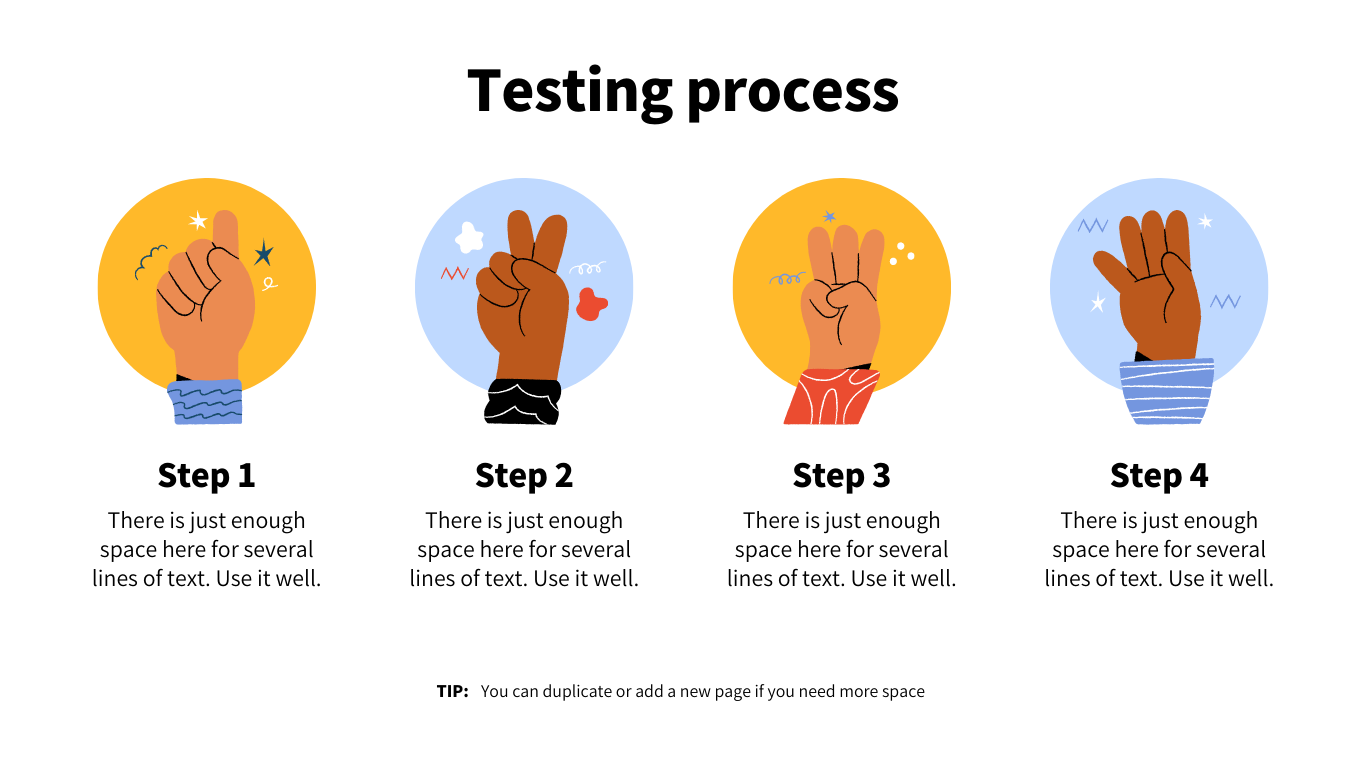 Testing process
Step 1
There is just enough
space here for several
lines of text. Use it well.
Step 2
There is just enough
space here for several
lines of text. Use it well.
Step 3
There is just enough
space here for several
lines of text. Use it well.
Step 4
There is just enough
space here for several
lines of text. Use it well.
TIP: You can duplicate or add a new page if you need more space